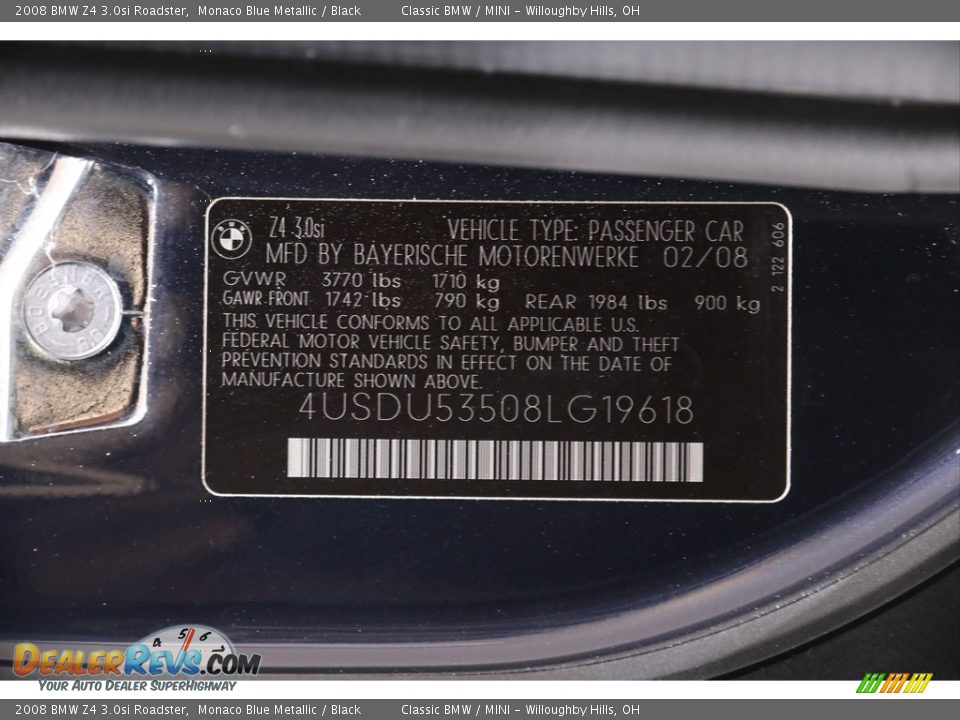 2008 BMW Z4 3.0si Roadster, Monaco Blue Metallic / Black Classic BMW / MINI - Willoughby Hills, OH
Z4 3.0si VEHICLE TYPE: PASSENGER CAR
MFD BY BAYERISCHE MOTORENWERKE 02/08
GVWR 3770 lbs 1710 kg
GAWR FRONT 1742 lbs 790 kg REAR 1984 lbs 900 kg
THIS VEHICLE CONFORMS TO ALL APPLICABLE U.S.
FEDERAL MOTOR VEHICLE SAFETY, BUMPER AND THEFT
PREVENTION STANDARDS IN EFFECT ON THE DATE OF
MANUFACTURE SHOWN ABOVE.
4USDU53508LG19618
2 122 606
4 5 6
DEALERREVS.COM
YOUR AUTO DEALER SUPERHIGHWAY
2008 BMW Z4 3.0si Roadster, Monaco Blue Metallic / Black Classic BMW / MINI - Willoughby Hills, OH